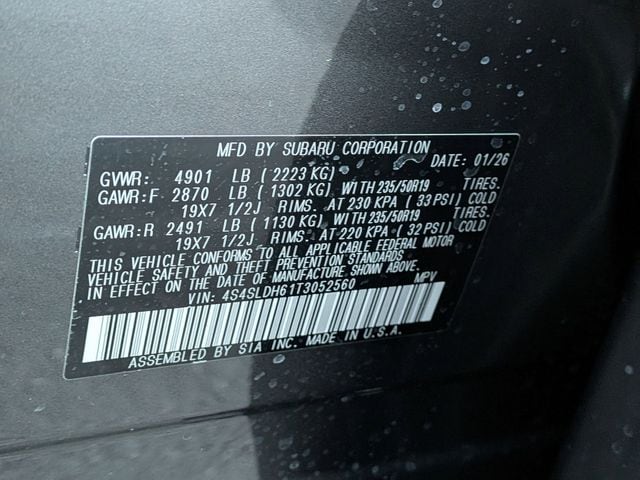 MFD BY SUBARU CORPORATION
DATE: 01/26
GVWR: 4901 LB (2223 KG)
GAWR:F 2870 LB (1302 KG) WITH 235/50R19 TIRES.
19X7 1/2J RIMS. AT 230 KPA (33 PSI) COLD
GAWR:R 2491 LB (1130 KG) WITH 235/50R19 TIRES.
19X7 1/2J RIMS. AT 220 KPA (32 PSI) COLD
THIS VEHICLE CONFORMS TO ALL APPLICABLE FEDERAL MOTOR
VEHICLE SAFETY AND THEFT PREVENTION STANDARDS
IN EFFECT ON THE DATE OF MANUFACTURE SHOWN ABOVE.
VIN: 4S4SLDH61T3052560 MPV
ASSEMBLED BY SIA INC. MADE IN U.S.A.